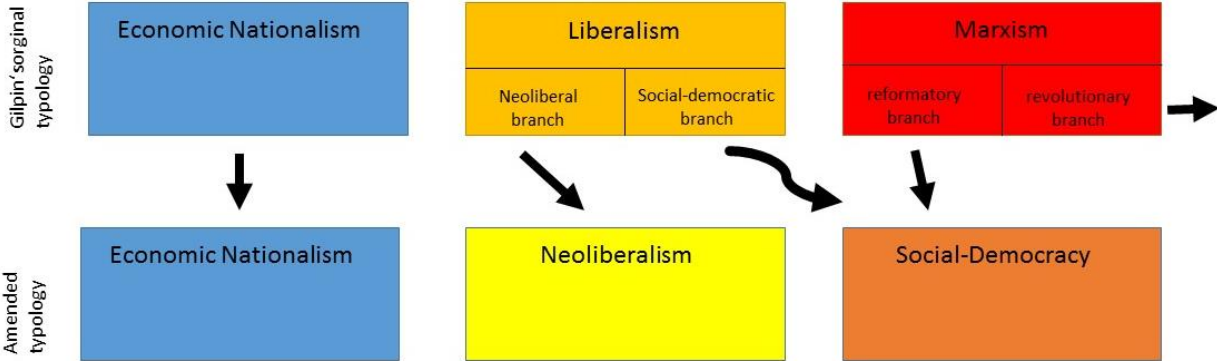 Gilpin' sorginal
typology
Economic Nationalism
Liberalism
Neoliberal
branch
Social-democratic
branch
Marxism
reformatory
branch
revolutionary
branch
Amended
typology
Economic Nationalism
Neoliberalism
Social-Democracy